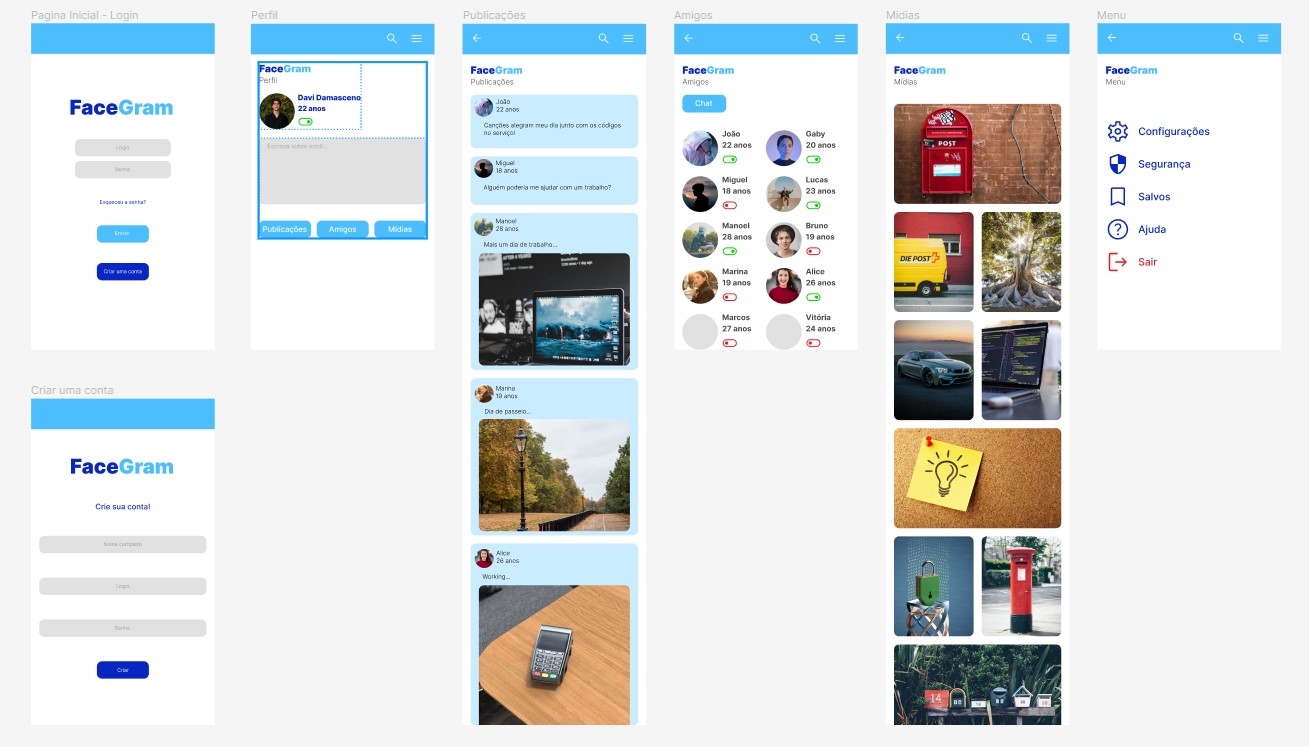 Pagina Inicial - Login
FaceGram
Login
Senha
Esqueceu a senha?
Entrar
Criar uma conta
Perfil
FaceGram
Perfil
Davi Damasceno
22 anos
Escreva sobre você...
Publicações
Amigos
Mídias
Publicações
FaceGram
Publicações
João
22 anos
Canções alegram meu dia junto com os códigos
no serviço!
Miguel
18 anos
Alguém poderia me ajudar com um trabalho?
Manoel
28 anos
Mais um dia de trabalho...
Marina
19 anos
Dia de passeio...
Alice
26 anos
Working...
Amigos
FaceGram
Amigos
Chat
João
22 anos
Gaby
20 anos
Miguel
18 anos
Lucas
23 anos
Manoel
28 anos
Bruno
19 anos
Marina
19 anos
Alice
26 anos
Marcos
27 anos
Vitória
24 anos
Midias
FaceGram
Midias
POST
DIE POST
14
Menu
FaceGram
Menu
Configurações
Segurança
Salvos
Ajuda
Sair
Criar uma conta
FaceGram
Crie sua conta!
Nome completo
Login
Senha
Criar